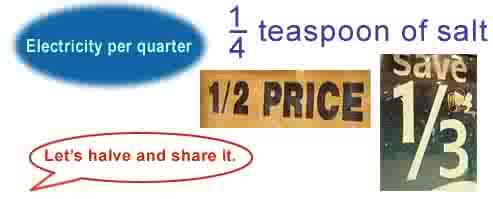 Electricity per quarter
1/4 teaspoon of salt
1/2 PRICE
Save
1/3
Let's halve and share it.